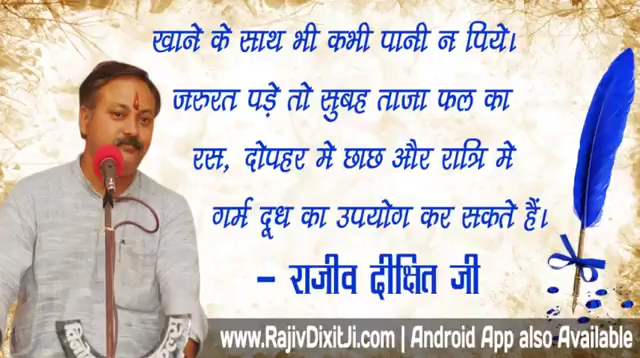 खाने के साथ भी कभी पानी न पिये।
जरुरत पड़े तो सुबह ताजा फल का
रस, दोपहर मे छाछ और रात्रि मे
गर्म दूध का उपयोग कर सकते हैं।
– राजीव दीक्षित जी
www.RajivDixitJi.com | Android App also Available